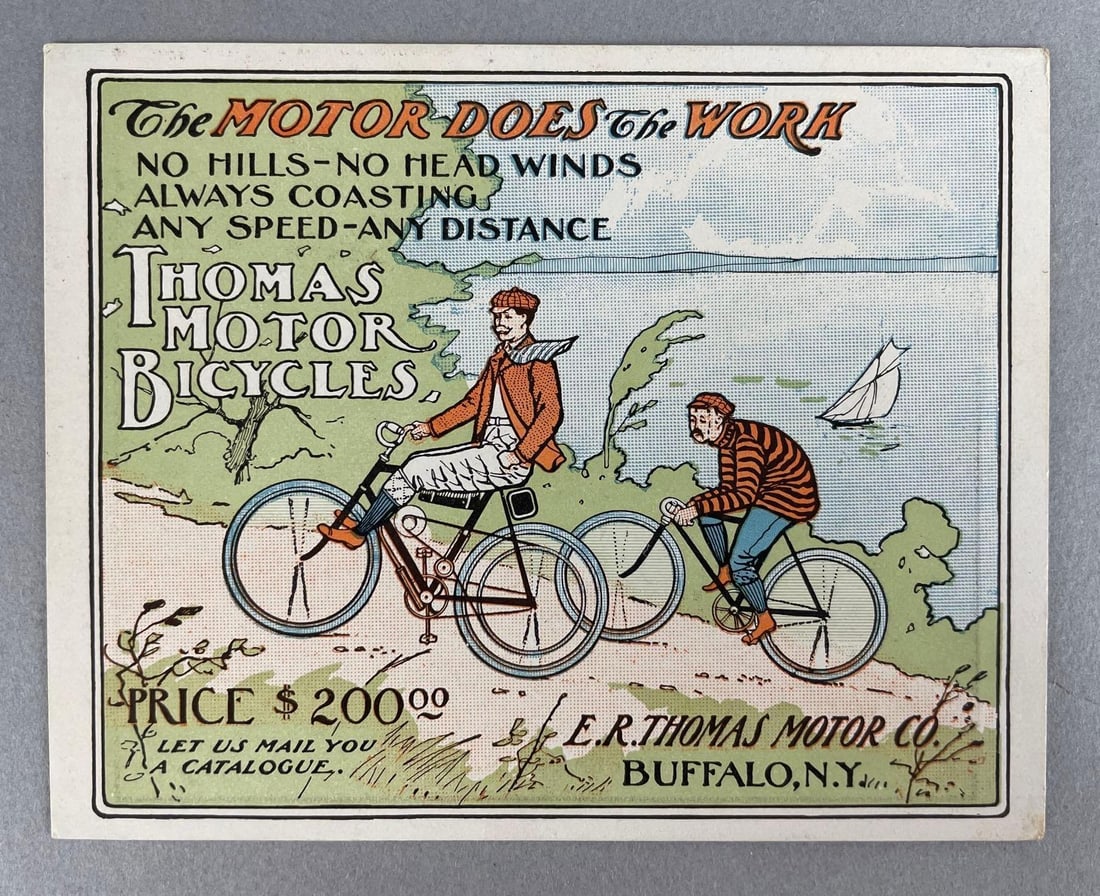 The MOTOR DOES The WORK
NO HILLS-NO HEAD WINDS
ALWAYS COASTING
ANY SPEED-ANY DISTANCE
THOMAS
MOTOR
BICYCLES
PRICE $200.00
LET US MAIL YOU
A CATALOGUE.
E.R.THOMAS MOTOR CO.
BUFFALO, N.Y.